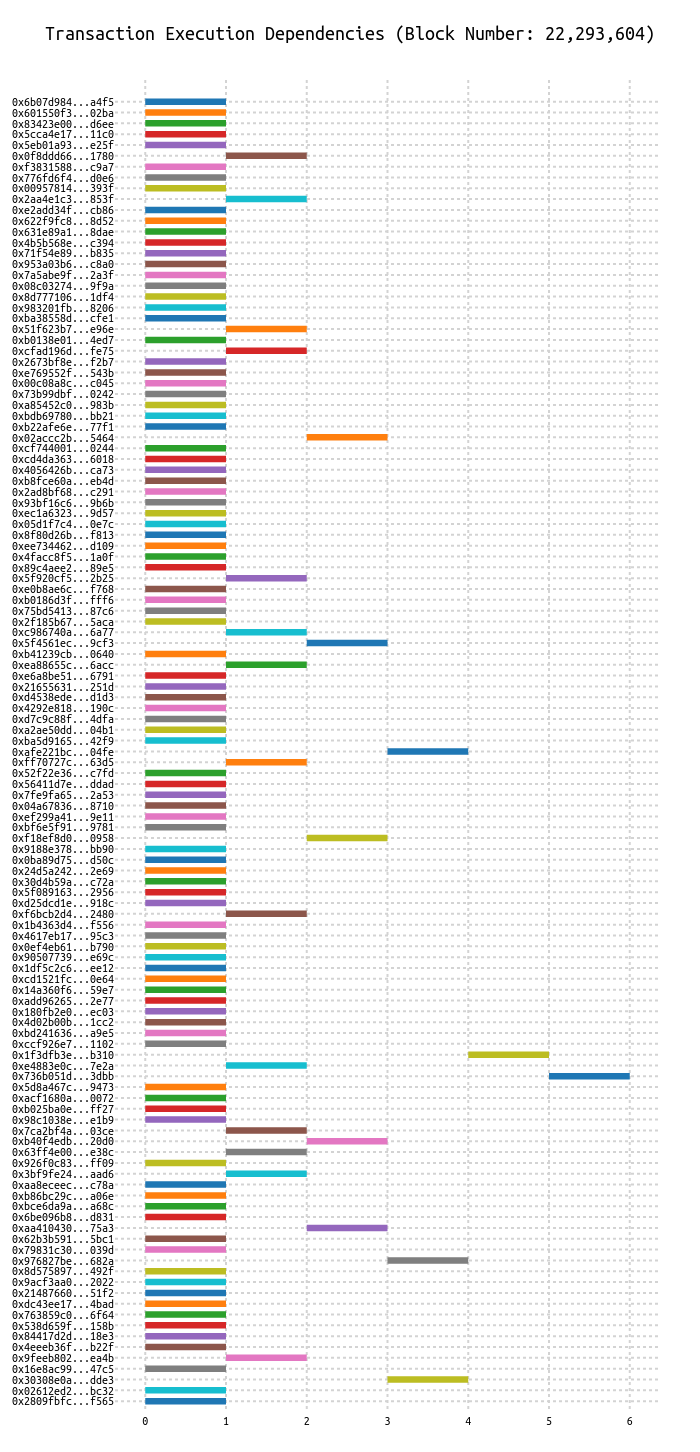 Transaction Execution Dependencies (Block Number: 22,293,604)
0x6b07d984...a4f5
0x601550f3...02ba
0x83423e00...d6ee
0x5cca4e17...11c0
0x5eb01a93...e25f
0x0f8ddd66...1780
0xf3831588...c9a7
0x776fd6f4...d0e6
0x00957814...393f
0x2aa4e1c3...853f
0xe2add34f...cb86
0x622f9fc8...8d52
0x631e89a1...8dae
0x4b5b568e...c394
0x71f54e89...b835
0x953a03b6...c8a0
0x7a5abe9f...2a3f
0x08c03274...9f9a
0x8d777106...1df4
0x983201fb...8206
0xba38558d...cfe1
0x51f623b7...e96e
0xb0138e01...4ed7
0xcfad196d...fe75
0x2673bf8e...f2b7
0xe769552f...543b
0x00c08a8c...c045
0x73b99dbf...0242
0xa85452c0...983b
0xbdb69780...bb21
0xb22afe6e...77f1
0x02accc2b...5464
0xcf744001...0244
0xcd4da363...6018
0x4056426b...ca73
0xb8fce60a...eb4d
0x2ad8bf68...c291
0x93bf16c6...9b6b
0xec1a6323...9d57
0x05d1f7c4...0e7c
0x8f80d26b...f813
0xee734462...d109
0x4facc8f5...1a0f
0x89c4aee2...89e5
0x5f920cf5...2b25
0xe0b8ae6c...f768
0xb0186d3f...fff6
0x75bd5413...87c6
0x2f185b67...5aca
0xc986740a...6a77
0x5f4561ec...9cf3
0xb41239cb...0640
0xea88655c...6acc
0xe6a8be51...6791
0x21655631...251d
0xd4538ede...d1d3
0x4292e818...190c
0xd7c9c88f...4dfa
0xa2ae50dd...04b1
0xba5d9165...42f9
0xafe221bc...04fe
0xff70727c...63d5
0x52f22e36...c7fd
0x56411d7e...ddad
0x7fe9fa65...2a53
0x04a67836...8710
0xef299a41...9e11
0xbf6e5f91...9781
0xf18ef8d0...0958
0x9188e378...bb90
0x0ba89d75...d50c
0x24d5a242...2e69
0x30d4b59a...c72a
0x5f089163...2956
0xd25dcd1e...918c
0xf6bcb2d4...2480
0x1b4363d4...f556
0x4617eb17...95c3
0x0ef4eb61...b790
0x90507739...e69c
0x1df5c2c6...ee12
0xcd1521fc...0e64
0x14a360f6...59e7
0xadd96265...2e77
0x180fb2e0...ec03
0x4d02b00b...1cc2
0xbd241636...a9e5
0xccf926e7...1102
0x1f3dfb3e...b310
0xe4883e0c...7e2a
0x736b051d...3dbb
0x5d8a467c...9473
0xacf1680a...0072
0xb025ba0e...ff27
0x98c1038e...e1b9
0x7ca2bf4a...03ce
0xb40f4edb...20d0
0x63ff4e00...e38c
0x926f0c83...ff09
0x3bf9fe24...aad6
0xaa8eceec...c78a
0xb86bc29c...a06e
0xbce6da9a...a68c
0x6be096b8...d831
0xaa410430...75a3
0x62b3b591...5bc1
0x79831c30...039d
0x976827be...682a
0x8d575897...492f
0x9acf3aa0...2022
0x21487660...51f2
0xdc43ee17...4bad
0x763859c0...6f64
0x538d659f...158b
0x84417d2d...18e3
0x4eeeb36f...b22f
0x9feeb802...ea4b
0x16e8ac99...47c5
0x30308e0a...dde3
0x02612ed2...bc32
0x2809fbfc...f565
0 1 2 3 4 5 6